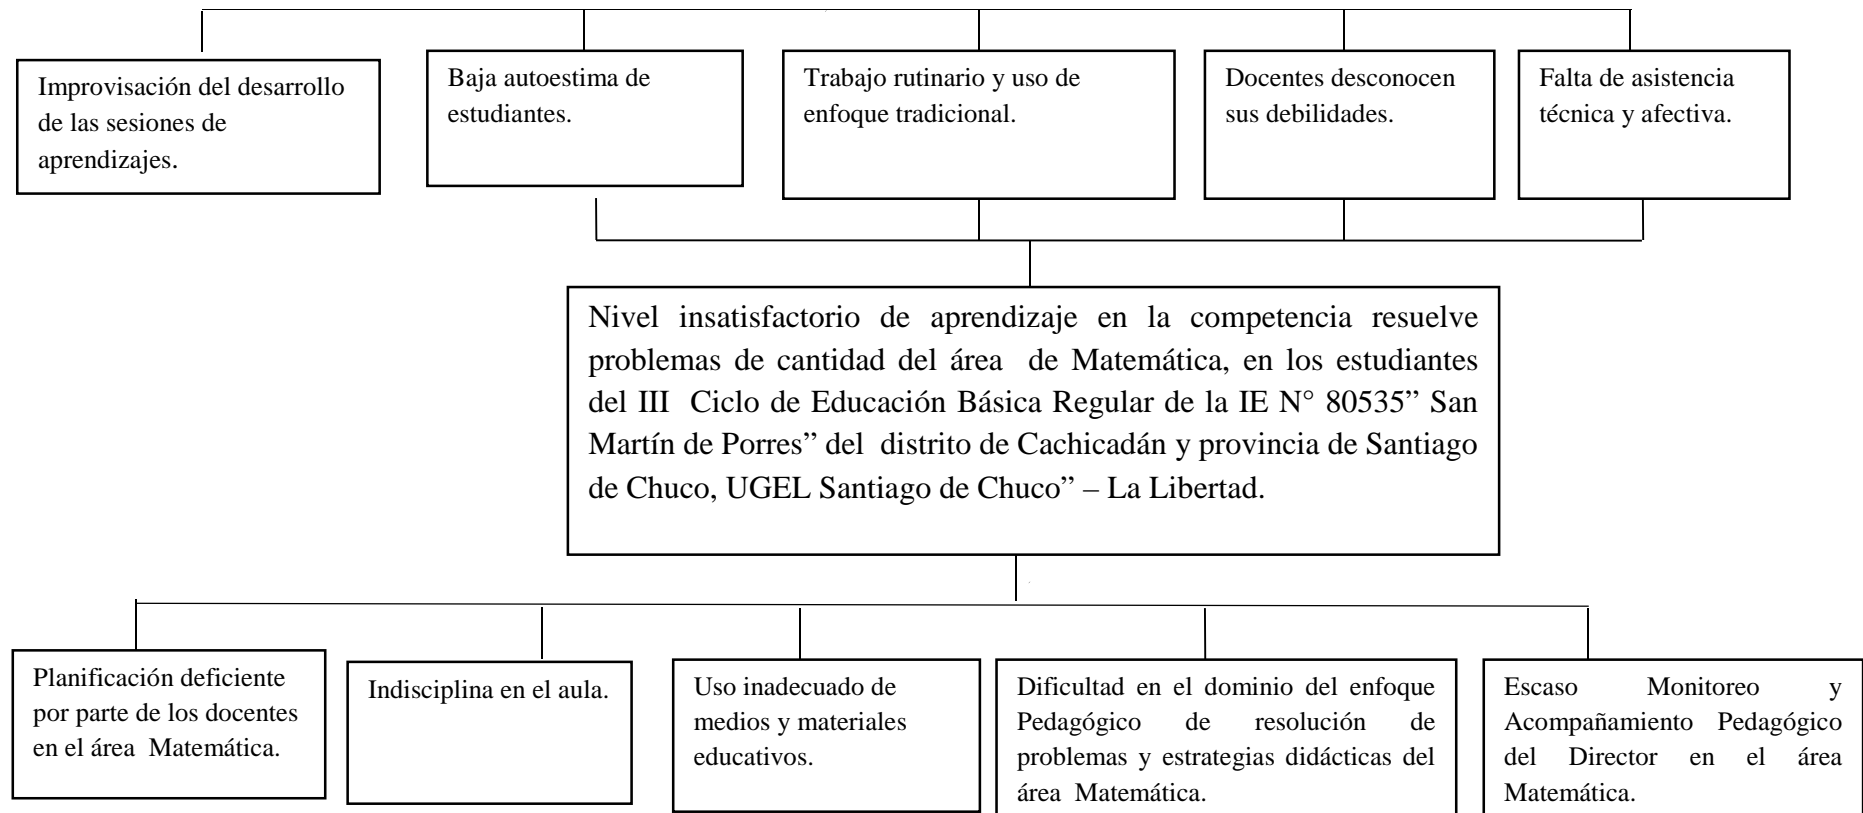 Improvisación del desarrollo
de las sesiones de
aprendizajes.
Baja autoestima de
estudiantes.
Trabajo rutinario y uso de
enfoque tradicional.
Docentes desconocen
sus debilidades.
Falta de asistencia
técnica y afectiva.
Nivel insatisfactorio de aprendizaje en la competencia resuelve
problemas de cantidad del área de Matemática, en los estudiantes
del III Ciclo de Educación Básica Regular de la IE N° 80535” San
Martín de Porres” del distrito de Cachicadán y provincia de Santiago
de Chuco, UGEL Santiago de Chuco” – La Libertad.
Planificación deficiente
por parte de los docentes
en el área Matemática.
Indisciplina en el aula.
Uso inadecuado de
medios y materiales
educativos.
Dificultad en el dominio del enfoque
Pedagógico de resolución de
problemas y estrategias didácticas del
área Matemática.
Escaso Monitoreo y
Acompañamiento Pedagógico
del Director en el área
Matemática.